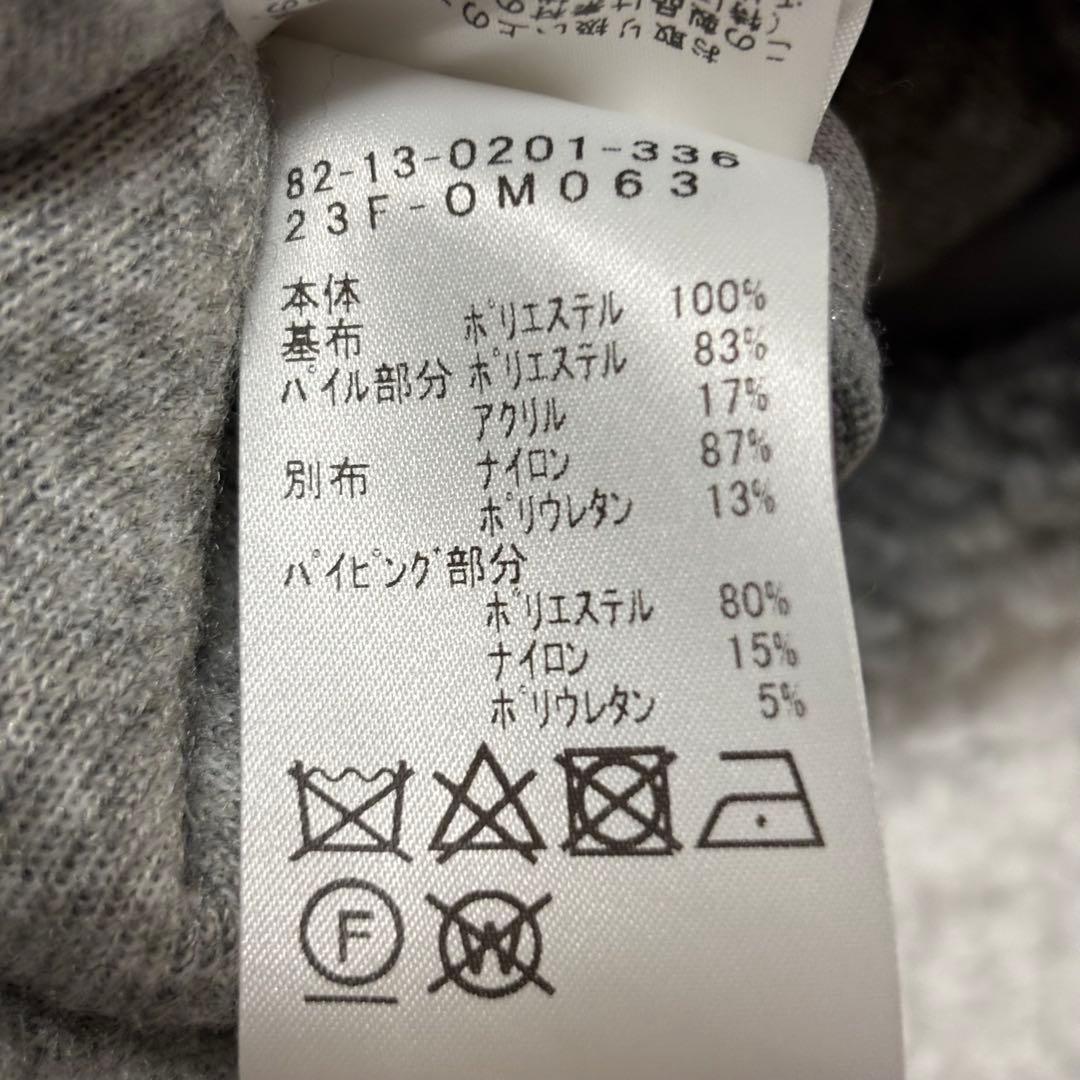 82-13-0201-336
23F-OM063
本体
基布 ポリエステル 100%
パイル部分 ポリエステル 83%
アクリル 17%
別布 ナイロン 87%
ポリウレタン 13%
パイピング部分
ポリエステル 80%
ナイロン 15%
ポリウレタン 5%
F
W